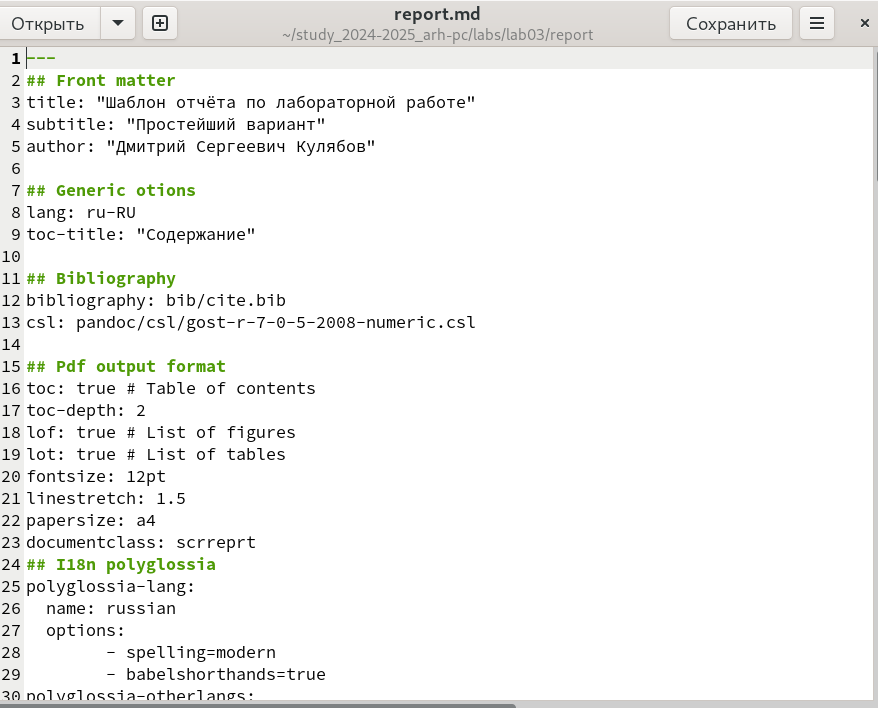 Открыть
report.md
~/study_2024-2025_arh-pc/labs/lab03/report
Сохранить
1 ---
2 ## Front matter
3 title: "Шаблон отчёта по лабораторной работе"
4 subtitle: "Простейший вариант"
5 author: "Дмитрий Сергеевич Кулябов"
6
7 ## Generic otions
8 lang: ru-RU
9 toc-title: "Содержание"
10
11 ## Bibliography
12 bibliography: bib/cite.bib
13 csl: pandoc/csl/gost-r-7-0-5-2008-numeric.csl
14
15 ## Pdf output format
16 toc: true # Table of contents
17 toc-depth: 2
18 lof: true # List of figures
19 lot: true # List of tables
20 fontsize: 12pt
21 linestretch: 1.5
22 papersize: a4
23 documentclass: scrreprt
24 ## I18n polyglossia
25 polyglossia-lang:
26   name: russian
27   options:
28         - spelling=modern
29         - babelshorthands=true
30 polyglossia-otherlangs: